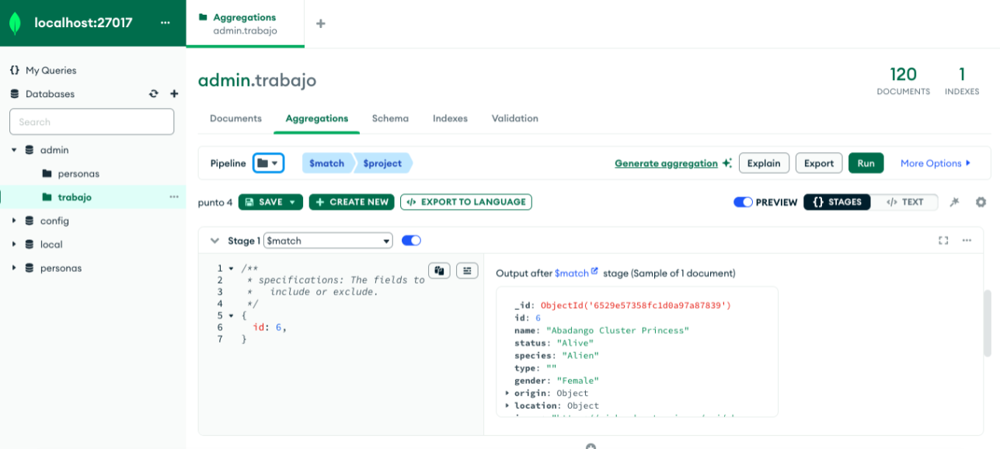 localhost:27017 ...
Aggregations
admin.trabajo
+
{} My Queries
Databases
Search
admin
personas
trabajo ...
config
local
personas
admin.trabajo
120
DOCUMENTS
1
INDEXES
Documents Aggregations Schema Indexes Validation
Pipeline $match $project Generate aggregation Explain Export Run More Options
punto 4 SAVE + CREATE NEW </> EXPORT TO LANGUAGE PREVIEW {} STAGES </> TEXT
Stage 1 $match ...
1 /**
2 * specifications: The fields to
3 * include or exclude.
4 */
5 {
6 id: 6,
7 }
Output after $match stage (Sample of 1 document)
_id: ObjectId('6529e57358fc1d0a97a87839')
id: 6
name: "Abadango Cluster Princess"
status: "Alive"
species: "Alien"
type: ""
gender: "Female"
origin: Object
location: Object